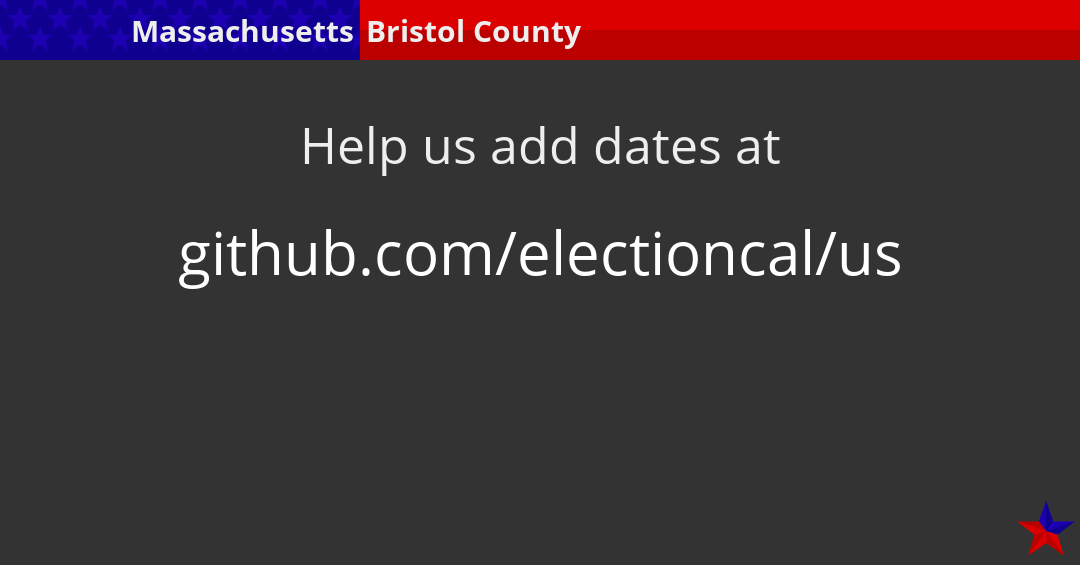 Massachusetts Bristol County
Help us add dates at
github.com/electioncal/us